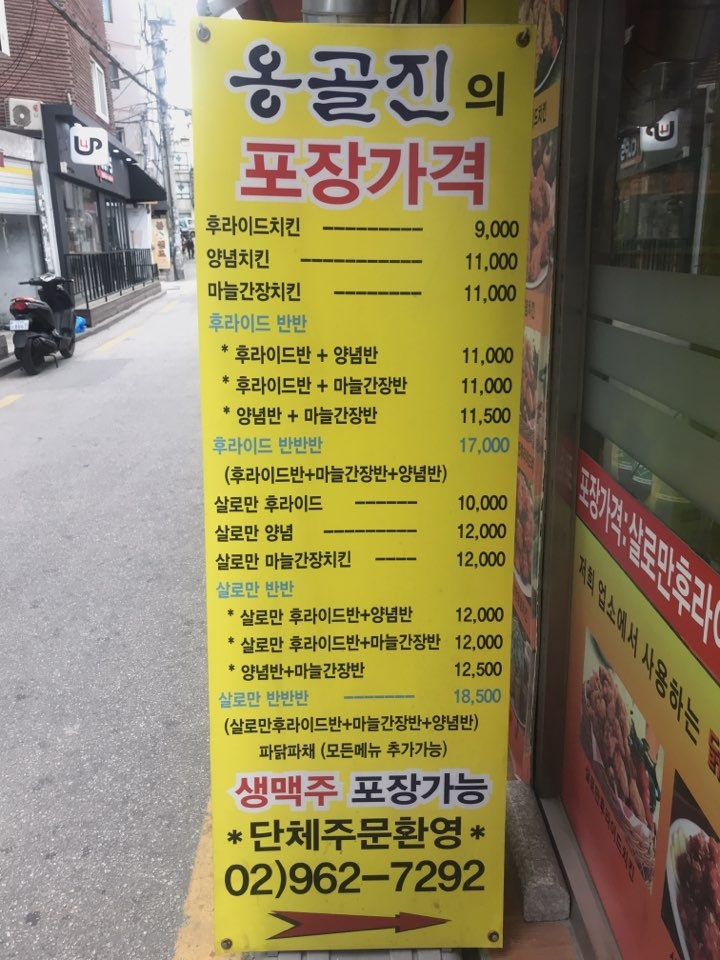 옹골진의
포장가격
후라이드치킨 ---------- 9,000
양념치킨 ------------ 11,000
마늘간장치킨 --------- 11,000
후라이드 반반
* 후라이드반 + 양념반 11,000
* 후라이드반 + 마늘간장반 11,000
* 양념반 + 마늘간장반 11,500
후라이드 반반반 17,000
(후라이드반+마늘간장반+양념반)
살로만 후라이드 ------ 10,000
살로만 양념 --------- 12,000
살로만 마늘간장치킨 ---- 12,000
살로만 반반
* 살로만 후라이드반+양념반 12,000
* 살로만 후라이드반+마늘간장반 12,000
* 양념반+마늘간장반 12,500
살로만 반반반 ------- 18,500
(살로만후라이드반+마늘간장반+양념반)
파닭파채 (모든메뉴 추가가능)
생맥주 포장가능
*단체주문환영*
02)962-7292
포장가격:살로만후라이
저희 업소에서 사용하는 닭